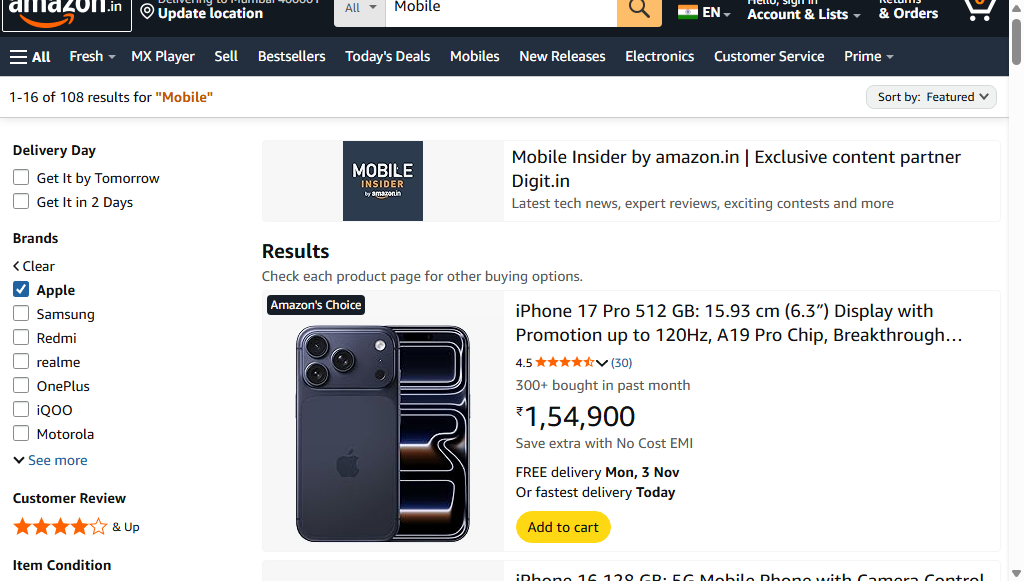 amazon.in
Delivering to Mumbai 400001
Update location
All
Mobile
EN
Hello, sign in
Account & Lists
Returns
& Orders
0
All
Fresh
MX Player
Sell
Bestsellers
Today's Deals
Mobiles
New Releases
Electronics
Customer Service
Prime
1-16 of 108 results for "Mobile"
Sort by: Featured
Delivery Day
Get It by Tomorrow
Get It in 2 Days
Brands
Clear
Apple
Samsung
Redmi
realme
OnePlus
iQOO
Motorola
See more
Customer Review
& Up
Item Condition
MOBILE
INSIDER
by amazon.in
Mobile Insider by amazon.in | Exclusive content partner
Digit.in
Latest tech news, expert reviews, exciting contests and more
Results
Check each product page for other buying options.
Amazon's Choice
iPhone 17 Pro 512 GB: 15.93 cm (6.3″) Display with
Promotion up to 120Hz, A19 Pro Chip, Breakthrough…
4.5 (30)
300+ bought in past month
₹1,54,900
Save extra with No Cost EMI
FREE delivery Mon, 3 Nov
Or fastest delivery Today
Add to cart
iPhone 16 128 GB: 5G Mobile Phone with Camera Control